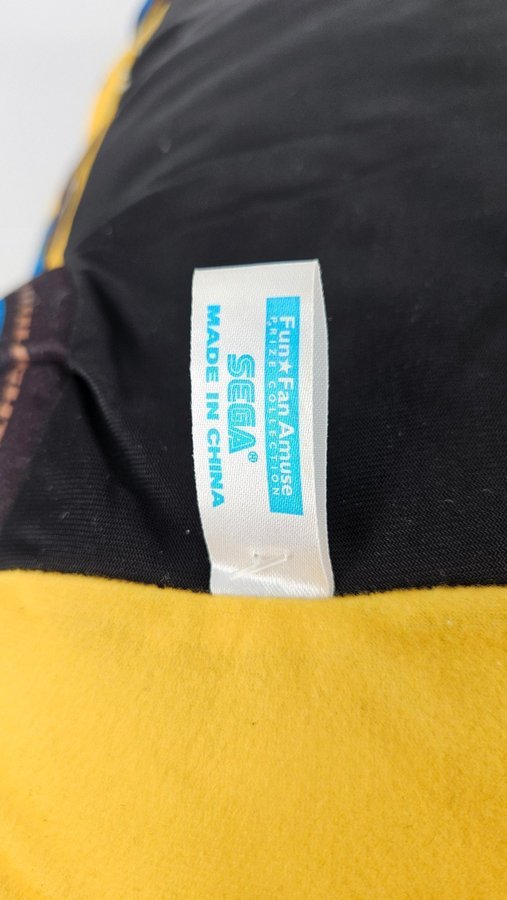 Fun★Fan Amuse
PRIZE COLLECTION
SEGA®
MADE IN CHINA